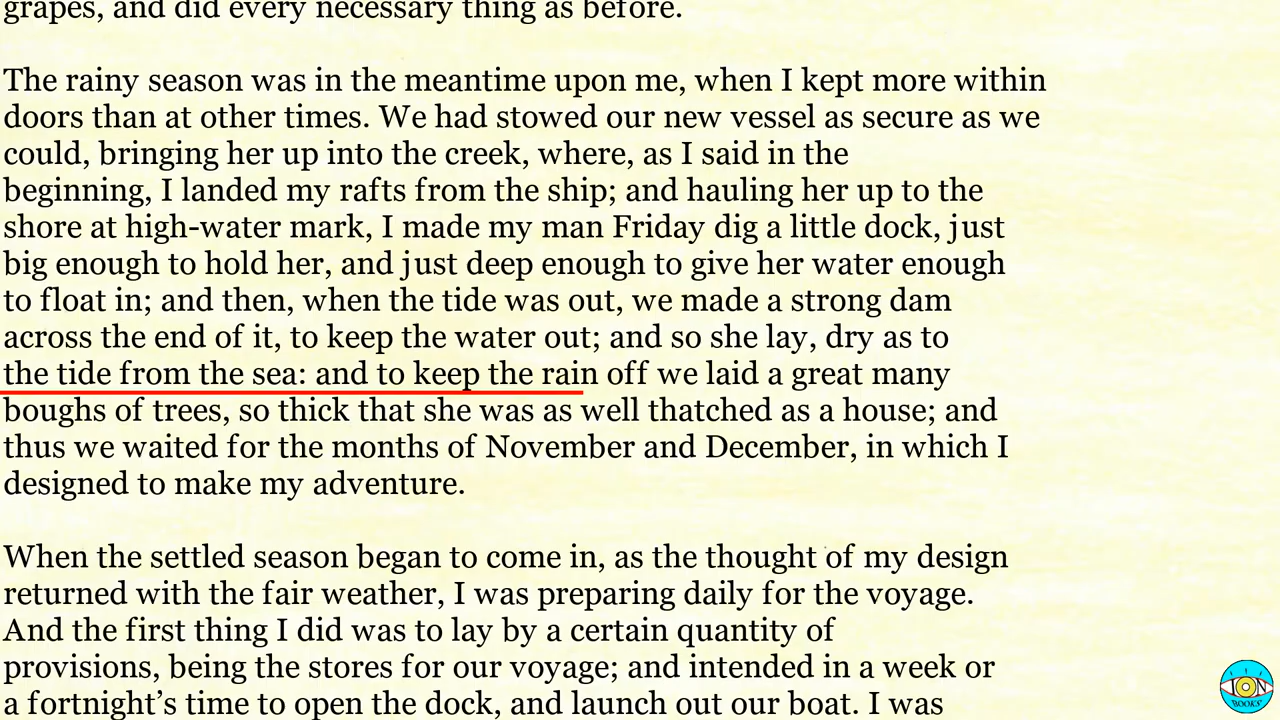 grapes, and did every necessary thing as before.
The rainy season was in the meantime upon me, when I kept more within
doors than at other times. We had stowed our new vessel as secure as we
could, bringing her up into the creek, where, as I said in the
beginning, I landed my rafts from the ship; and hauling her up to the
shore at high-water mark, I made my man Friday dig a little dock, just
big enough to hold her, and just deep enough to give her water enough
to float in; and then, when the tide was out, we made a strong dam
across the end of it, to keep the water out; and so she lay, dry as to
the tide from the sea: and to keep the rain off we laid a great many
boughs of trees, so thick that she was as well thatched as a house; and
thus we waited for the months of November and December, in which I
designed to make my adventure.
When the settled season began to come in, as the thought of my design
returned with the fair weather, I was preparing daily for the voyage.
And the first thing I did was to lay by a certain quantity of
provisions, being the stores for our voyage; and intended in a week or
a fortnight’s time to open the dock, and launch out our boat. I was
ION
BOOKS